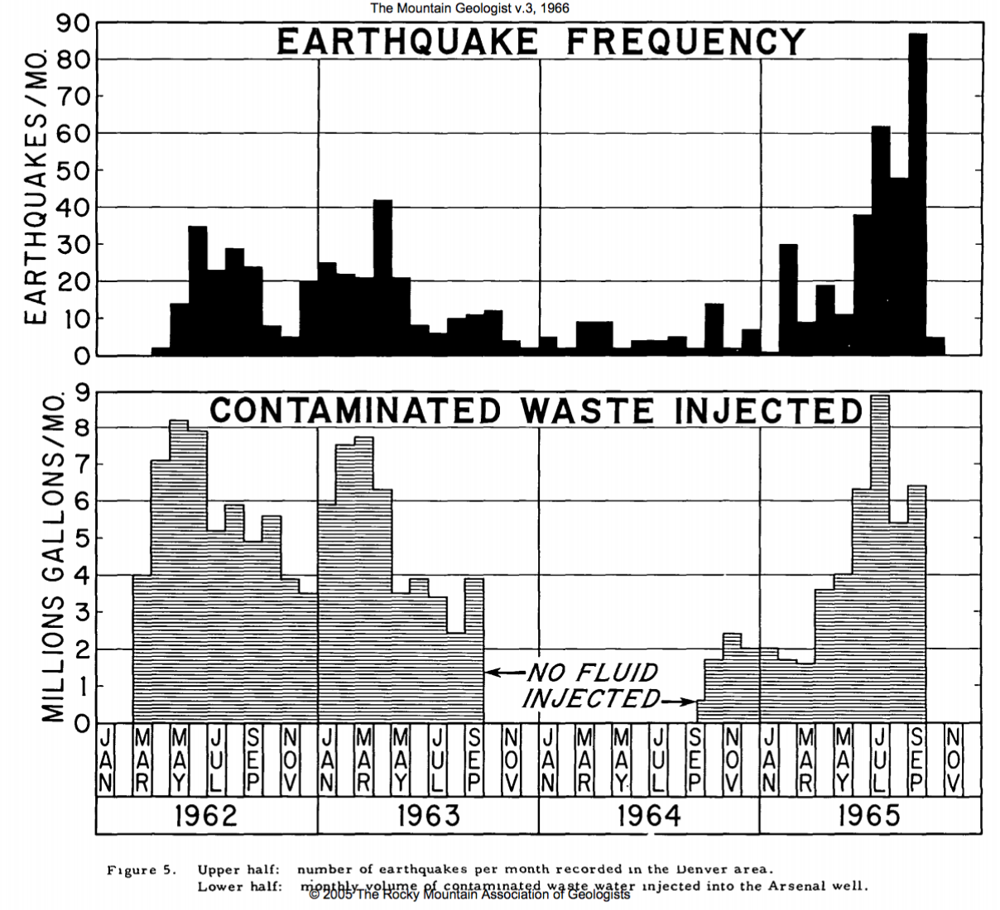 The Mountain Geologist v.3, 1966
EARTHQUAKE FREQUENCY
EARTHQUAKES/MO.
90
80
70
60
50
40
30
20
10
0
CONTAMINATED WASTE INJECTED
MILLIONS GALLONS/MO.
9
8
7
6
5
4
3
2
1
0
NO FLUID
INJECTED
JAN MAR MAY JUL SEP NOV JAN MAR MAY JUL SEP NOV JAN MAR MAY JUL SEP NOV JAN MAR MAY JUL SEP NOV
1962 1963 1964 1965
Figure 5. Upper half: number of earthquakes per month recorded in the Denver area.
Lower half: monthly volume of contaminated waste water injected into the Arsenal well.
© 2005 The Rocky Mountain Association of Geologists